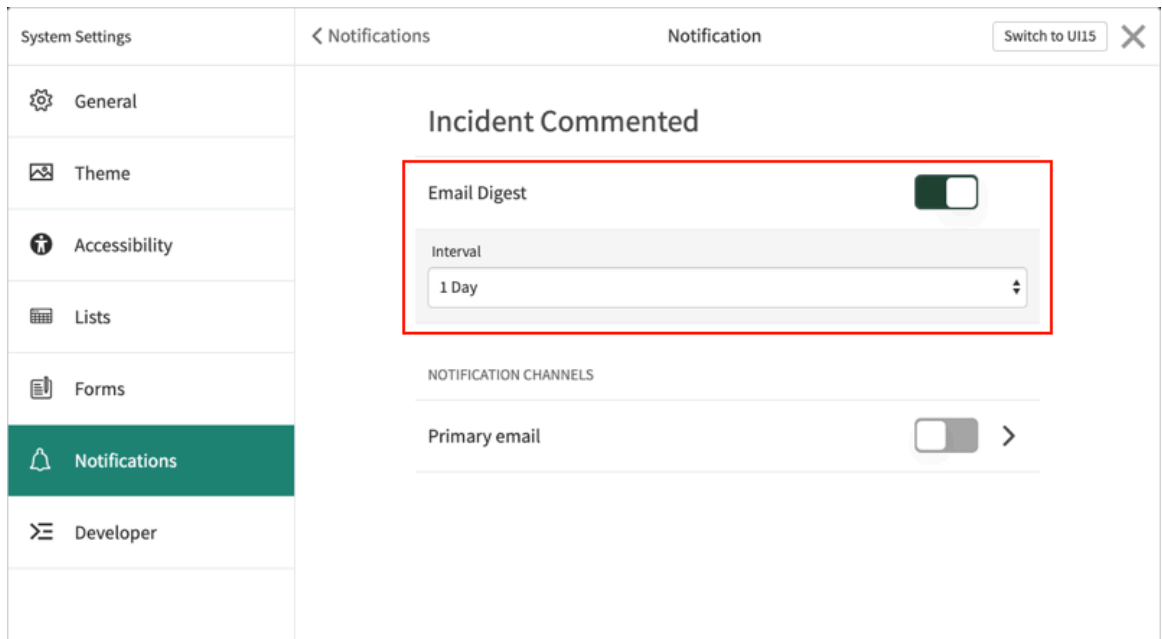 System Settings
Notifications
Notification
Switch to UI15
General
Theme
Accessibility
Lists
Forms
Notifications
Developer
Incident Commented
Email Digest
Interval
1 Day
NOTIFICATION CHANNELS
Primary email